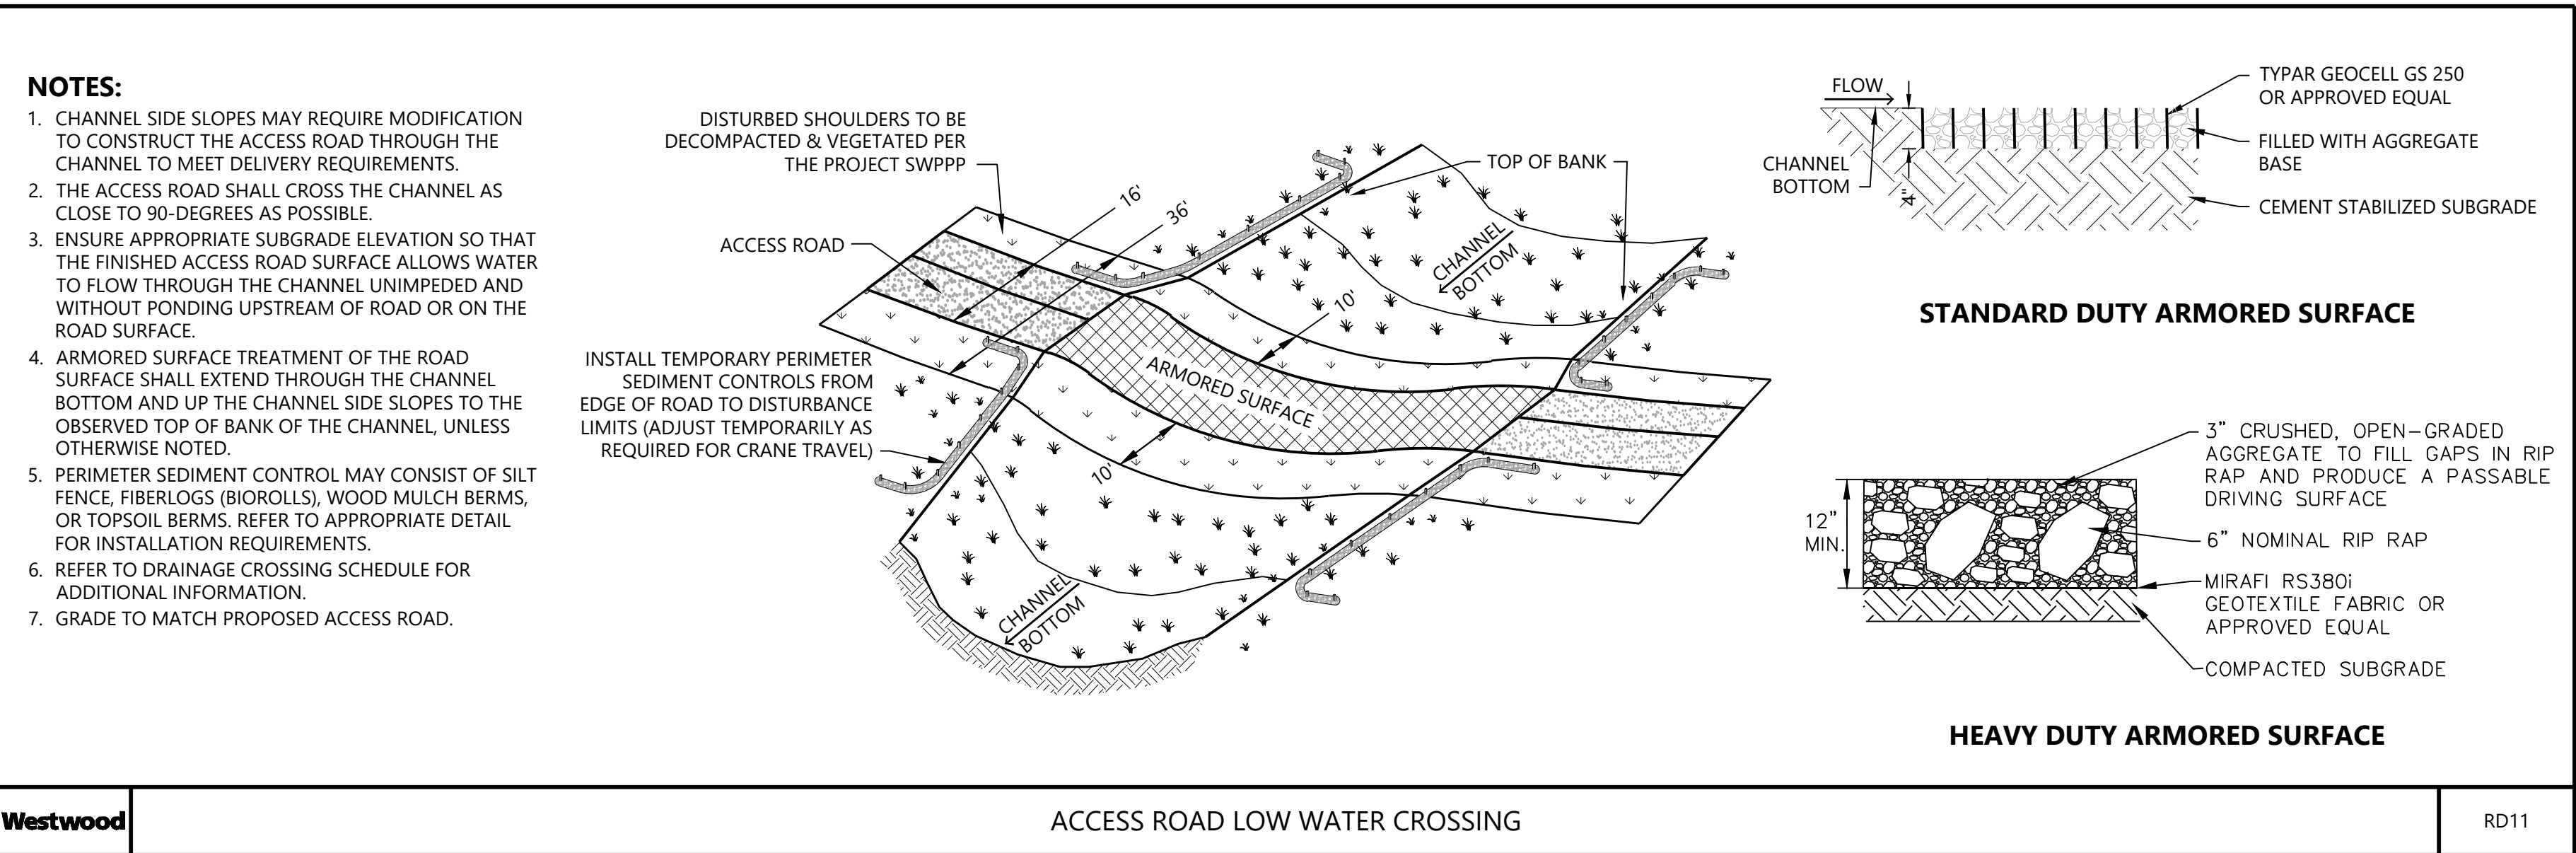 NOTES:
1. CHANNEL SIDE SLOPES MAY REQUIRE MODIFICATION
TO CONSTRUCT THE ACCESS ROAD THROUGH THE
CHANNEL TO MEET DELIVERY REQUIREMENTS.
2. THE ACCESS ROAD SHALL CROSS THE CHANNEL AS
CLOSE TO 90-DEGREES AS POSSIBLE.
3. ENSURE APPROPRIATE SUBGRADE ELEVATION SO THAT
THE FINISHED ACCESS ROAD SURFACE ALLOWS WATER
TO FLOW THROUGH THE CHANNEL UNIMPEDED AND
WITHOUT PONDING UPSTREAM OF ROAD OR ON THE
ROAD SURFACE.
4. ARMORED SURFACE TREATMENT OF THE ROAD
SURFACE SHALL EXTEND THROUGH THE CHANNEL
BOTTOM AND UP THE CHANNEL SIDE SLOPES TO THE
OBSERVED TOP OF BANK OF THE CHANNEL, UNLESS
OTHERWISE NOTED.
5. PERIMETER SEDIMENT CONTROL MAY CONSIST OF SILT
FENCE, FIBERLOGS (BIOROLLS), WOOD MULCH BERMS,
OR TOPSOIL BERMS. REFER TO APPROPRIATE DETAIL
FOR INSTALLATION REQUIREMENTS.
6. REFER TO DRAINAGE CROSSING SCHEDULE FOR
ADDITIONAL INFORMATION.
7. GRADE TO MATCH PROPOSED ACCESS ROAD.
DISTURBED SHOULDERS TO BE
DECOMPACTED & VEGETATED PER
THE PROJECT SWPPP
ACCESS ROAD
INSTALL TEMPORARY PERIMETER
SEDIMENT CONTROLS FROM
EDGE OF ROAD TO DISTURBANCE
LIMITS (ADJUST TEMPORARILY AS
REQUIRED FOR CRANE TRAVEL)
16'
36'
TOP OF BANK
CHANNEL
BOTTOM
10'
ARMORED SURFACE
10'
CHANNEL
BOTTOM
FLOW
CHANNEL
BOTTOM
4"
TYPAR GEOCELL GS 250
OR APPROVED EQUAL
FILLED WITH AGGREGATE
BASE
CEMENT STABILIZED SUBGRADE
STANDARD DUTY ARMORED SURFACE
12"
MIN.
3" CRUSHED, OPEN-GRADED
AGGREGATE TO FILL GAPS IN RIP
RAP AND PRODUCE A PASSABLE
DRIVING SURFACE
6" NOMINAL RIP RAP
MIRAFI RS380i
GEOTEXTILE FABRIC OR
APPROVED EQUAL
COMPACTED SUBGRADE
HEAVY DUTY ARMORED SURFACE
Westwood
ACCESS ROAD LOW WATER CROSSING
RD11